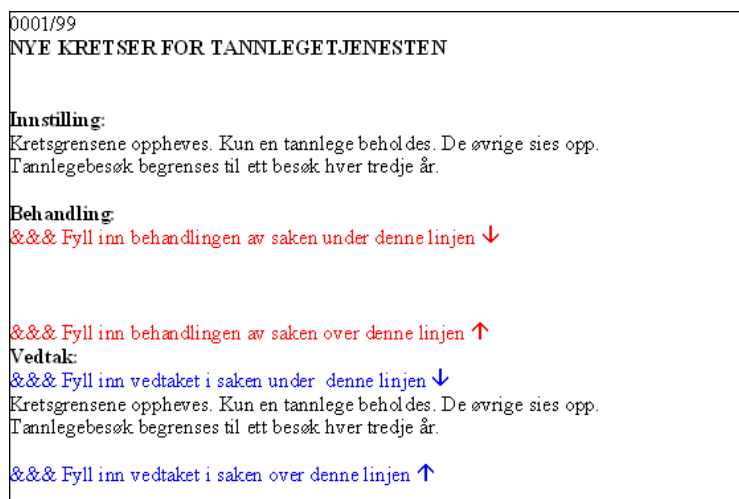 0001/99
NYE KRETSER FOR TANNLEGETJENESTEN
Innstilling:
Kretsgrensene oppheves. Kun en tannlege beholdes. De øvrige sies opp.
Tannlegebesøk begrenses til ett besøk hver tredje år.
Behandling:
&&& Fyll inn behandlingen av saken under denne linjen ↓
&&& Fyll inn behandlingen av saken over denne linjen ↑
Vedtak:
&&& Fyll inn vedtaket i saken under denne linjen ↓
Kretsgrensene oppheves. Kun en tannlege beholdes. De øvrige sies opp.
Tannlegebesøk begrenses til ett besøk hver tredje år.
&&& Fyll inn vedtaket i saken over denne linjen ↑